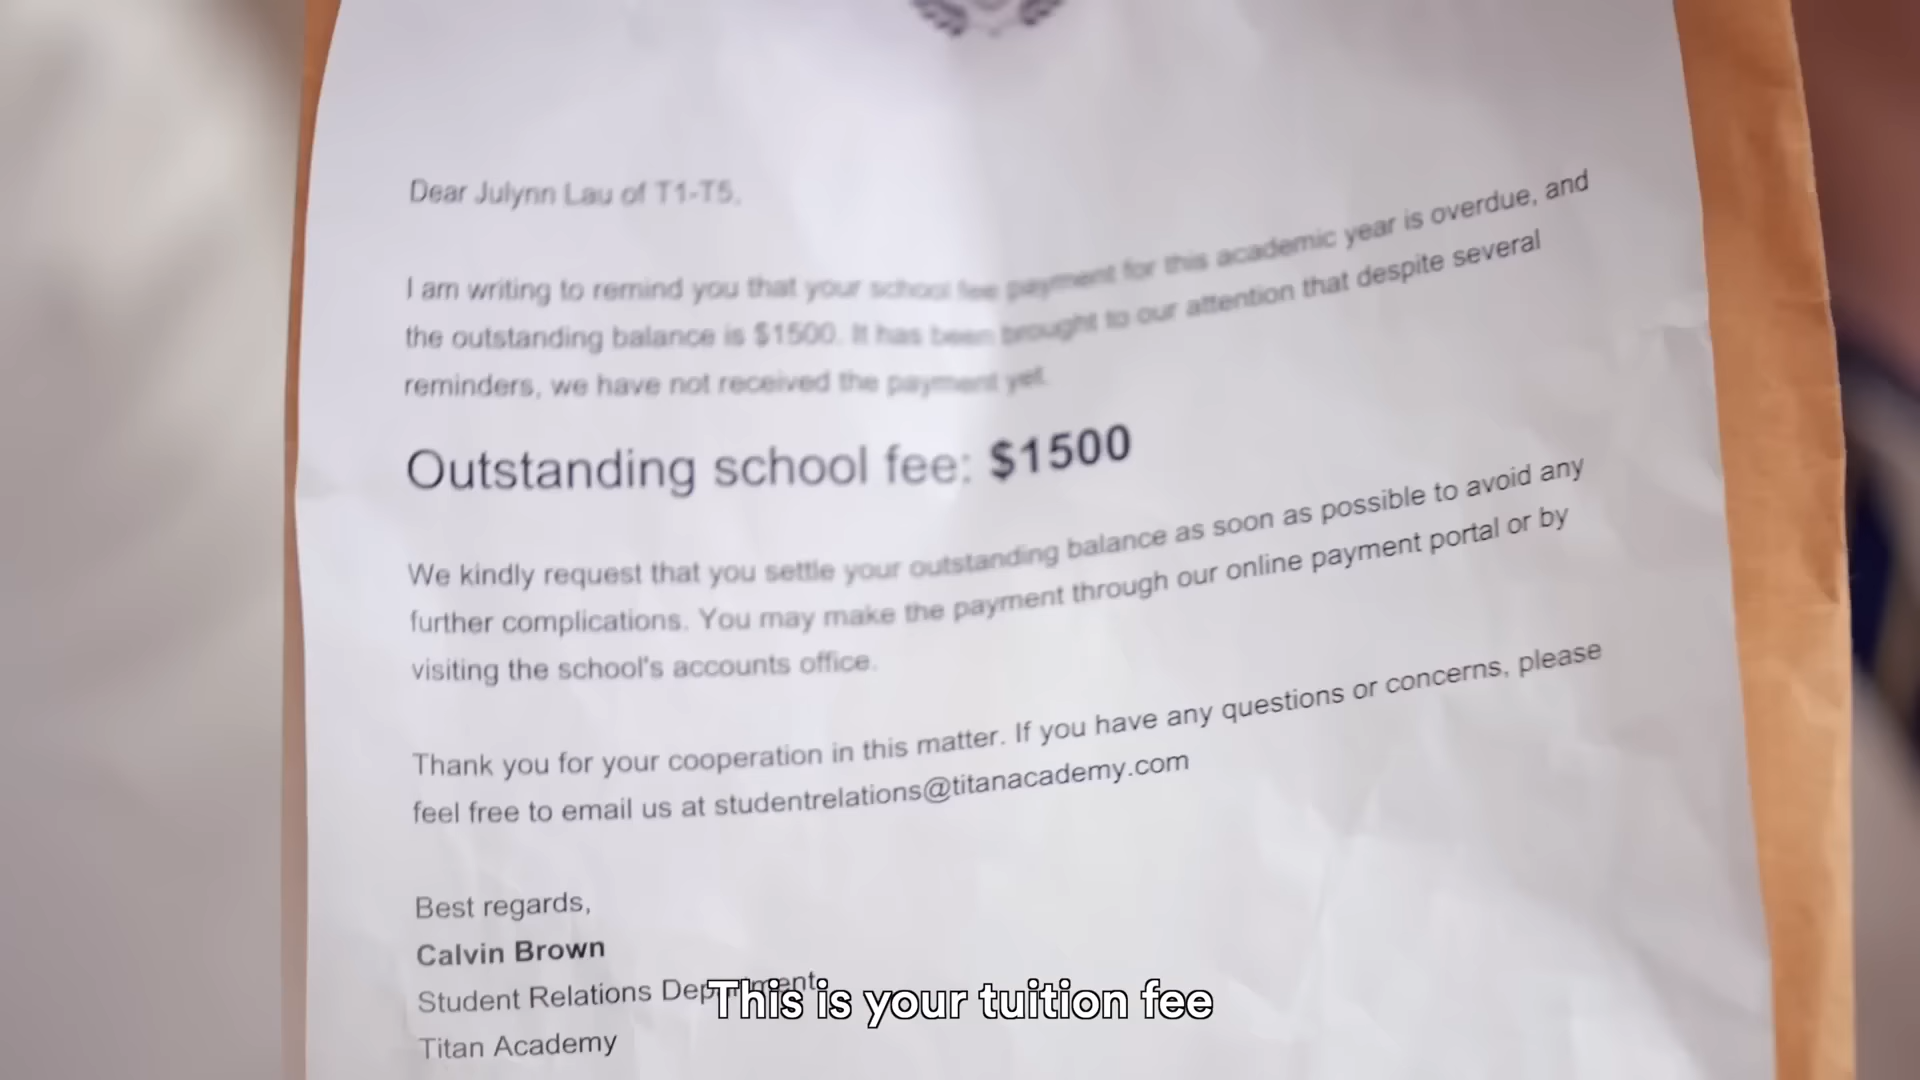 Dear Julynn Lau of T1-T5,
I am writing to remind you that your school fee payment for this academic year is overdue, and
the outstanding balance is $1500. It has been brought to our attention that despite several
reminders, we have not received the payment yet.
Outstanding school fee: $1500
We kindly request that you settle your outstanding balance as soon as possible to avoid any
further complications. You may make the payment through our online payment portal or by
visiting the school's accounts office.
Thank you for your cooperation in this matter. If you have any questions or concerns, please
feel free to email us at studentrelations@titanacademy.com
Best regards,
Calvin Brown
Student Relations Department
This is your tuition fee
Titan Academy